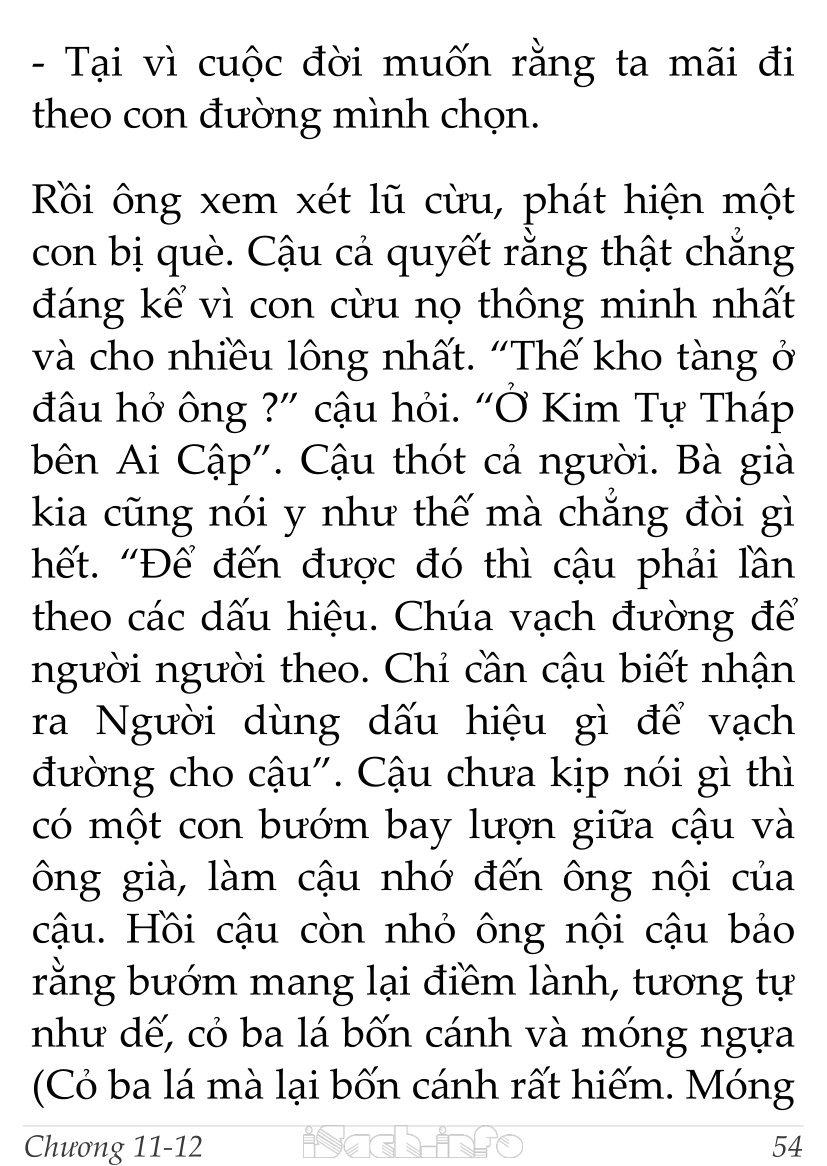 - Tại vì cuộc đời muốn rằng ta mãi đi
theo con đường mình chọn.
Rồi ông xem xét lũ cừu, phát hiện một
con bị què. Cậu cả quyết rằng thật chẳng
đáng kể vì con cừu nọ thông minh nhất
và cho nhiều lông nhất. “Thế kho tàng ở
đâu hở ông ?” cậu hỏi. “Ở Kim Tự Tháp
bên Ai Cập”. Cậu thót cả người. Bà già
kia cũng nói y như thế mà chẳng đòi gì
hết. “Để đến được đó thì cậu phải lần
theo các dấu hiệu. Chúa vạch đường để
người người theo. Chỉ cần cậu biết nhận
ra Người dùng dấu hiệu gì để vạch
đường cho cậu”. Cậu chưa kịp nói gì thì
có một con bướm bay lượn giữa cậu và
ông già, làm cậu nhớ đến ông nội của
cậu. Hồi cậu còn nhỏ ông nội cậu bảo
rằng bướm mang lại điềm lành, tương tự
như dế, cỏ ba lá bốn cánh và móng ngựa
(Cỏ ba lá mà lại bốn cánh rất hiếm. Móng
Chương 11-12 iSach.info 54